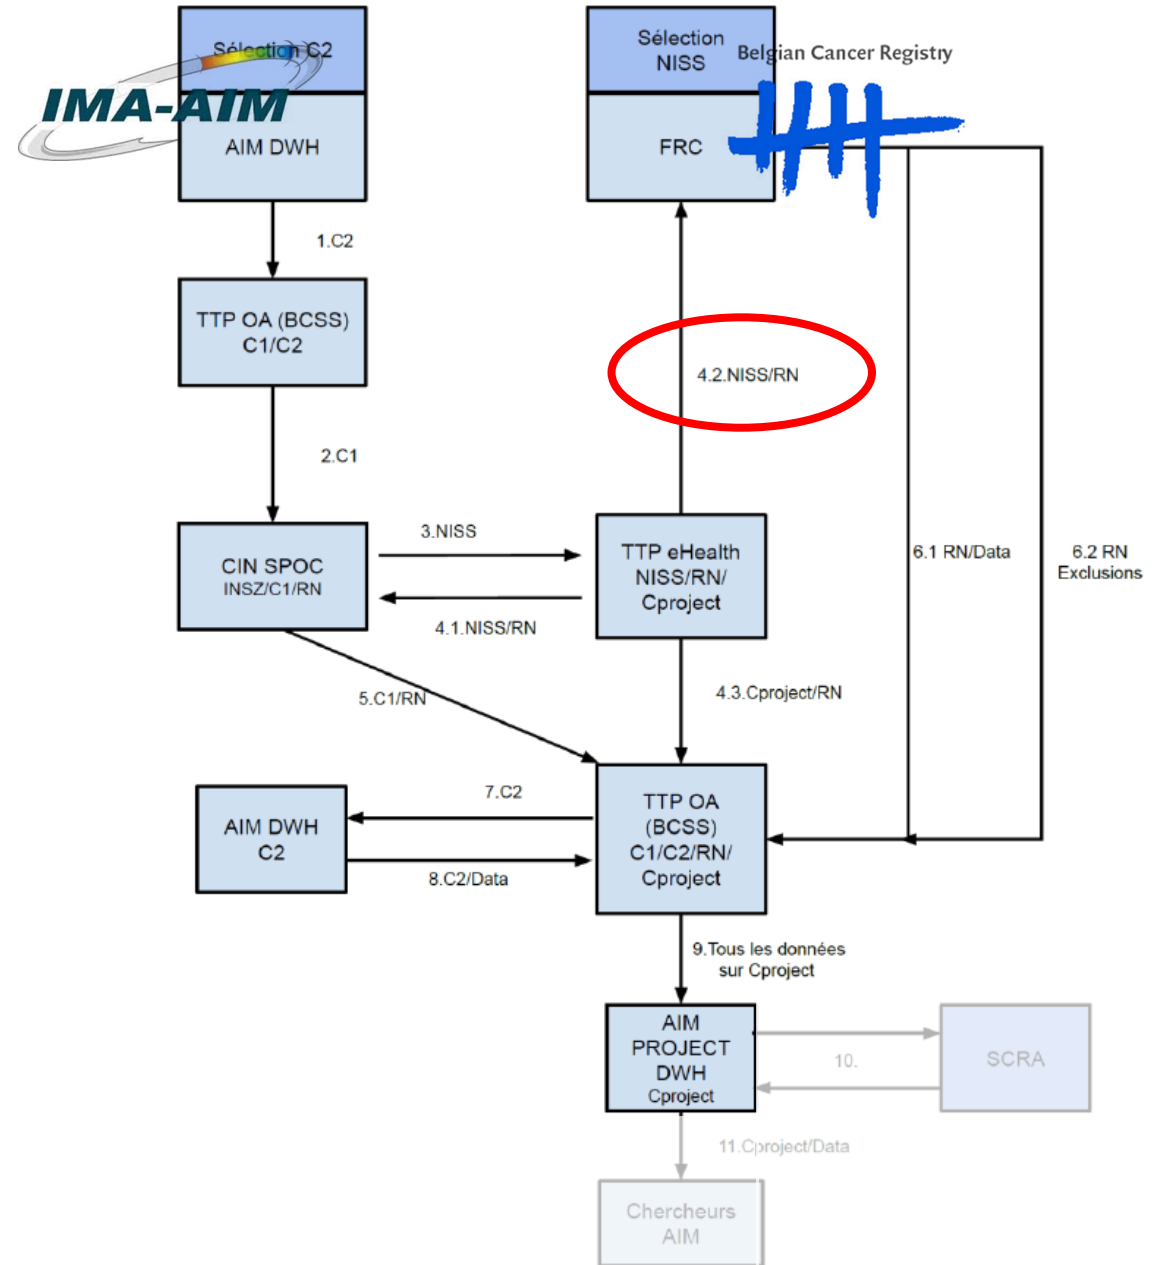 Sélection C2
IMA-AIM
AIM DWH
Sélection
NISS
Belgian Cancer Registry
FRC
1.C2
TTP OA (BCSS)
C1/C2
4.2.NISS/RN
2.C1
3.NISS
CIN SPOC
INSZ/C1/RN
TTP eHealth
NISS/RN/
Cproject
6.1 RN/Data
6.2 RN
Exclusions
4.1.NISS/RN
5.C1/RN
4.3.Cproject/RN
7.C2
AIM DWH
C2
TTP OA
(BCSS)
C1/C2/RN/
Cproject
8.C2/Data
9.Tous les données
sur Cproject
AIM
PROJECT
DWH
Cproject
10.
SCRA
11.Cproject/Data
Chercheurs
AIM